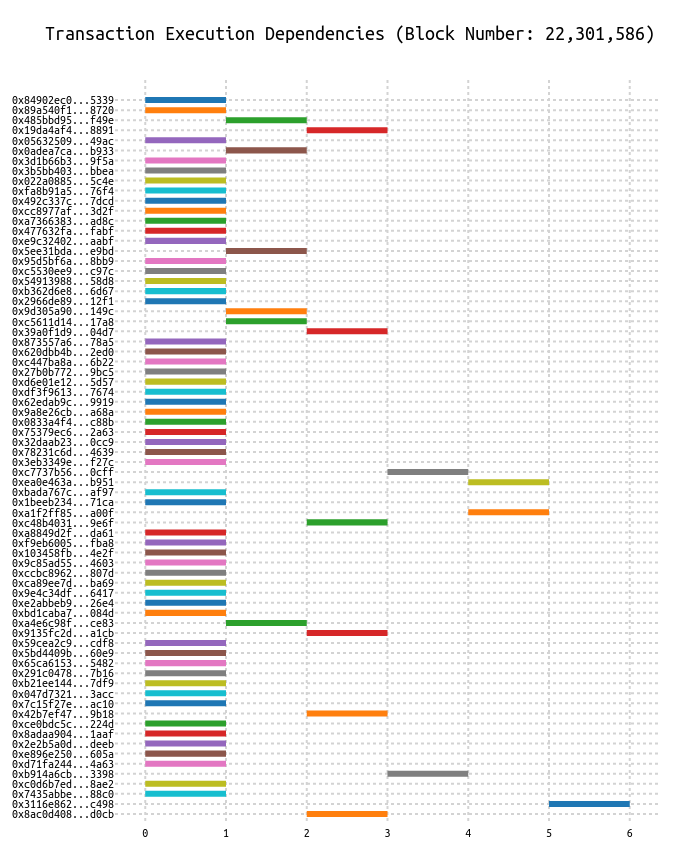 Transaction Execution Dependencies (Block Number: 22,301,586)
0x84902ec0...5339
0x89a540f1...8720
0x485bbd95...f49e
0x19da4af4...8891
0x05632509...49ac
0x0adea7ca...b933
0x3d1b66b3...9f5a
0x3b5bb403...bbea
0x022a0885...5c4e
0xfa8b91a5...76f4
0x492c337c...7dcd
0xcc8977af...3d2f
0xa7366383...ad8c
0x477632fa...fabf
0xe9c32402...aabf
0x5ee31bda...e9bd
0x95d5bf6a...8bb9
0xc5530ee9...c97c
0x54913988...58d8
0xb362d6e8...6d67
0x2966de89...12f1
0x9d305a90...149c
0xc5611d14...17a8
0x39a0f1d9...04d7
0x873557a6...78a5
0x620dbb4b...2ed0
0xc447ba8a...6b22
0x27b0b772...9bc5
0xd6e01e12...5d57
0xdf3f9613...7674
0x62edab9c...9919
0x9a8e26cb...a68a
0x0833a4f4...c88b
0x75379ec6...2a63
0x32daab23...0cc9
0x78231c6d...4639
0x3eb3349e...f27c
0xc7737b56...0cff
0xea0e463a...b951
0xbada767c...af97
0x1beeb234...71ca
0xa1f2ff85...a00f
0xc48b4031...9e6f
0xa8849d2f...da61
0xf9eb6005...fba8
0x103458fb...4e2f
0x9c85ad55...4603
0xccbc8962...807d
0xca89ee7d...ba69
0x9e4c34df...6417
0xe2abbeb9...26e4
0xbd1caba7...084d
0xa4e6c98f...ce83
0x9135fc2d...a1cb
0x59cea2c9...cdf8
0x5bd4409b...60e9
0x65ca6153...5482
0x291c0478...7b16
0xb21ee144...7df9
0x047d7321...3acc
0x7c15f27e...ac10
0x42b7ef47...9b18
0xce0bdc5c...224d
0x8adaa904...1aaf
0x2e2b5a0d...deeb
0xe896e250...605a
0xd71fa244...4a63
0xb914a6cb...3398
0xc0d6b7ed...8ae2
0x7435abbe...88c0
0x3116e862...c498
0x8ac0d408...d0cb
0 1 2 3 4 5 6